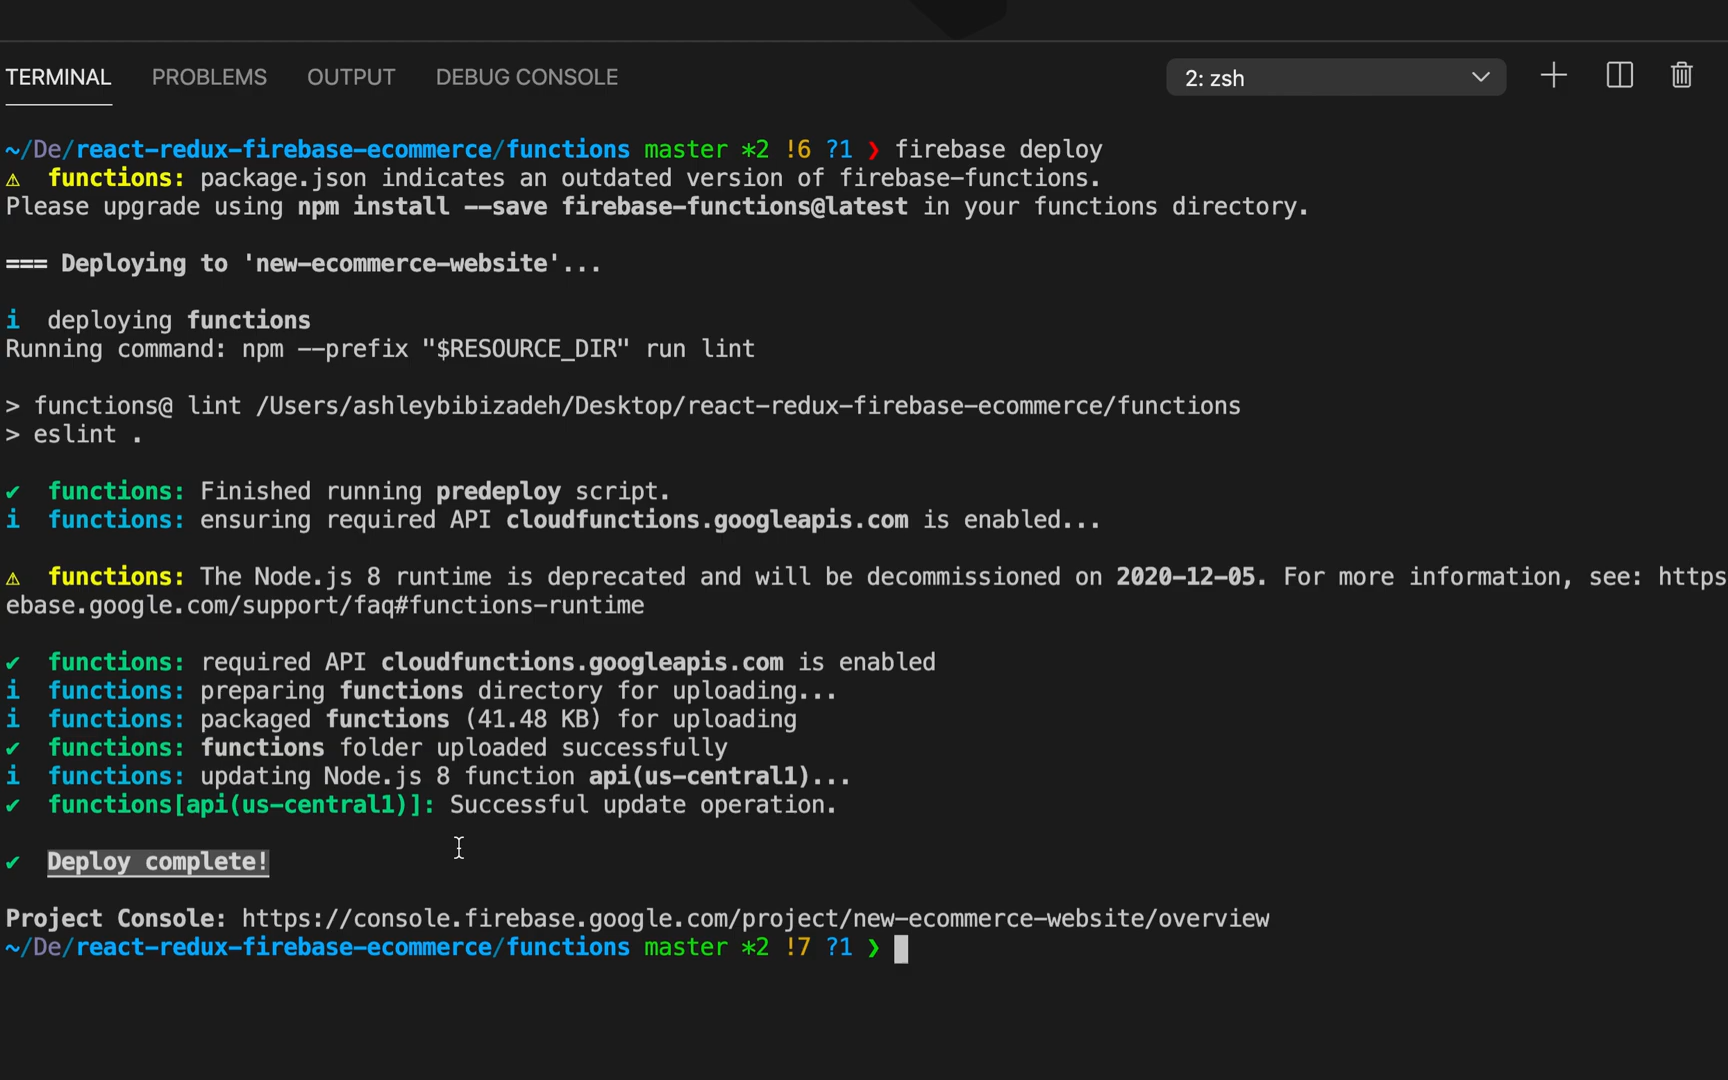 TERMINAL PROBLEMS OUTPUT DEBUG CONSOLE 2: zsh
~/De/react-redux-firebase-ecommerce/functions master *2 !6 ?1 ❯ firebase deploy
⚠ functions: package.json indicates an outdated version of firebase-functions.
Please upgrade using npm install --save firebase-functions@latest in your functions directory.
=== Deploying to 'new-ecommerce-website'...
i deploying functions
Running command: npm --prefix "$RESOURCE_DIR" run lint
> functions@ lint /Users/ashleybibizadeh/Desktop/react-redux-firebase-ecommerce/functions
> eslint .
✔ functions: Finished running predeploy script.
i functions: ensuring required API cloudfunctions.googleapis.com is enabled...
⚠ functions: The Node.js 8 runtime is deprecated and will be decommissioned on 2020-12-05. For more information, see: https
ebase.google.com/support/faq#functions-runtime
✔ functions: required API cloudfunctions.googleapis.com is enabled
i functions: preparing functions directory for uploading...
i functions: packaged functions (41.48 KB) for uploading
✔ functions: functions folder uploaded successfully
i functions: updating Node.js 8 function api(us-central1)...
✔ functions[api(us-central1)]: Successful update operation.
✔ Deploy complete!
Project Console: https://console.firebase.google.com/project/new-ecommerce-website/overview
~/De/react-redux-firebase-ecommerce/functions master *2 !7 ?1 ❯